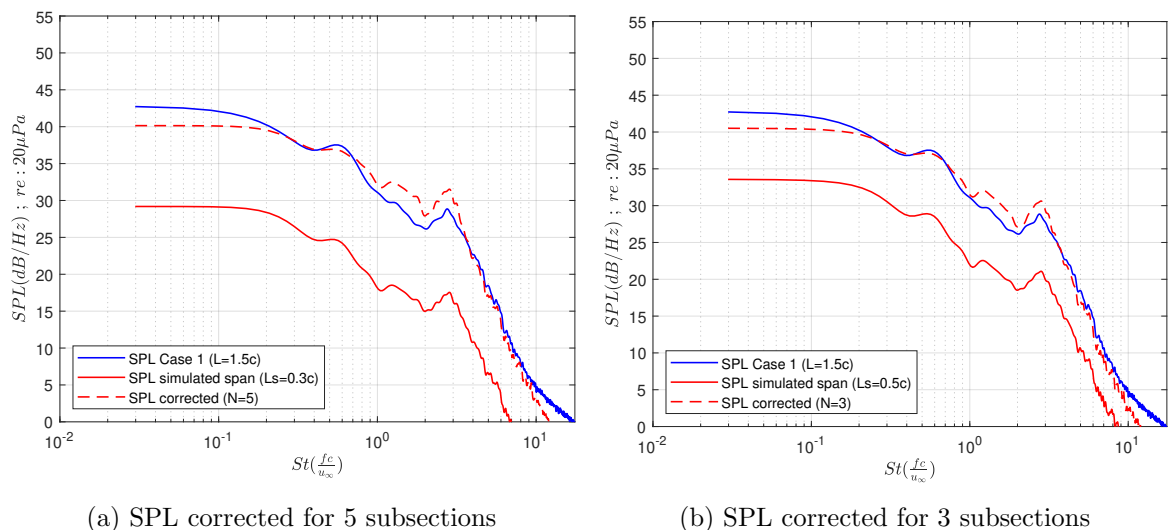 55
50
45
40
35
30
25
20
15
10
5
0
SPL(dB/Hz) ; re : 20μPa
SPL Case 1 (L=1.5c)
SPL simulated span (Ls=0.3c)
SPL corrected (N=5)
10^-2 10^-1 10^0 10^1
St(fc/u∞)
(a) SPL corrected for 5 subsections
55
50
45
40
35
30
25
20
15
10
5
0
SPL(dB/Hz) ; re : 20μPa
SPL Case 1 (L=1.5c)
SPL simulated span (Ls=0.5c)
SPL corrected (N=3)
10^-2 10^-1 10^0 10^1
St(fc/u∞)
(b) SPL corrected for 3 subsections